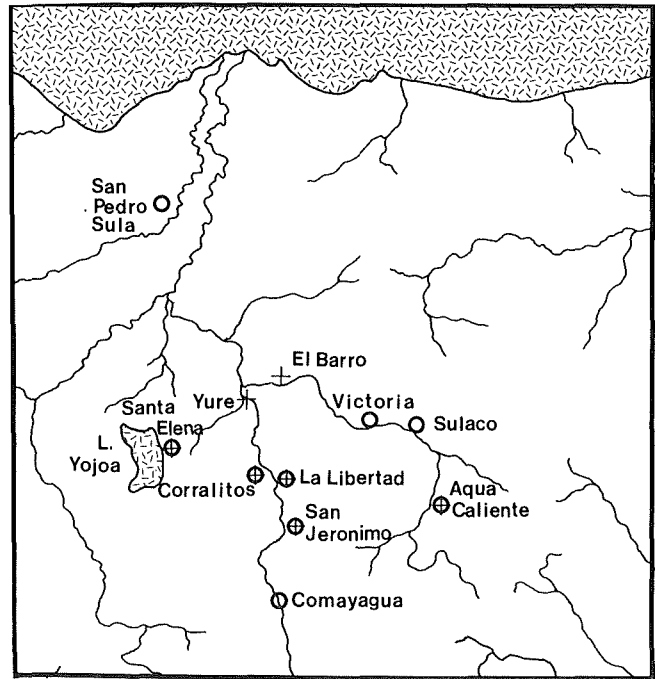 San
Pedro
Sula
El Barro
Santa
Elena
Yure
Victoria
Sulaco
L.
Yojoa
Corralitos
La Libertad
Aqua
Caliente
San
Jeronimo
Comayagua